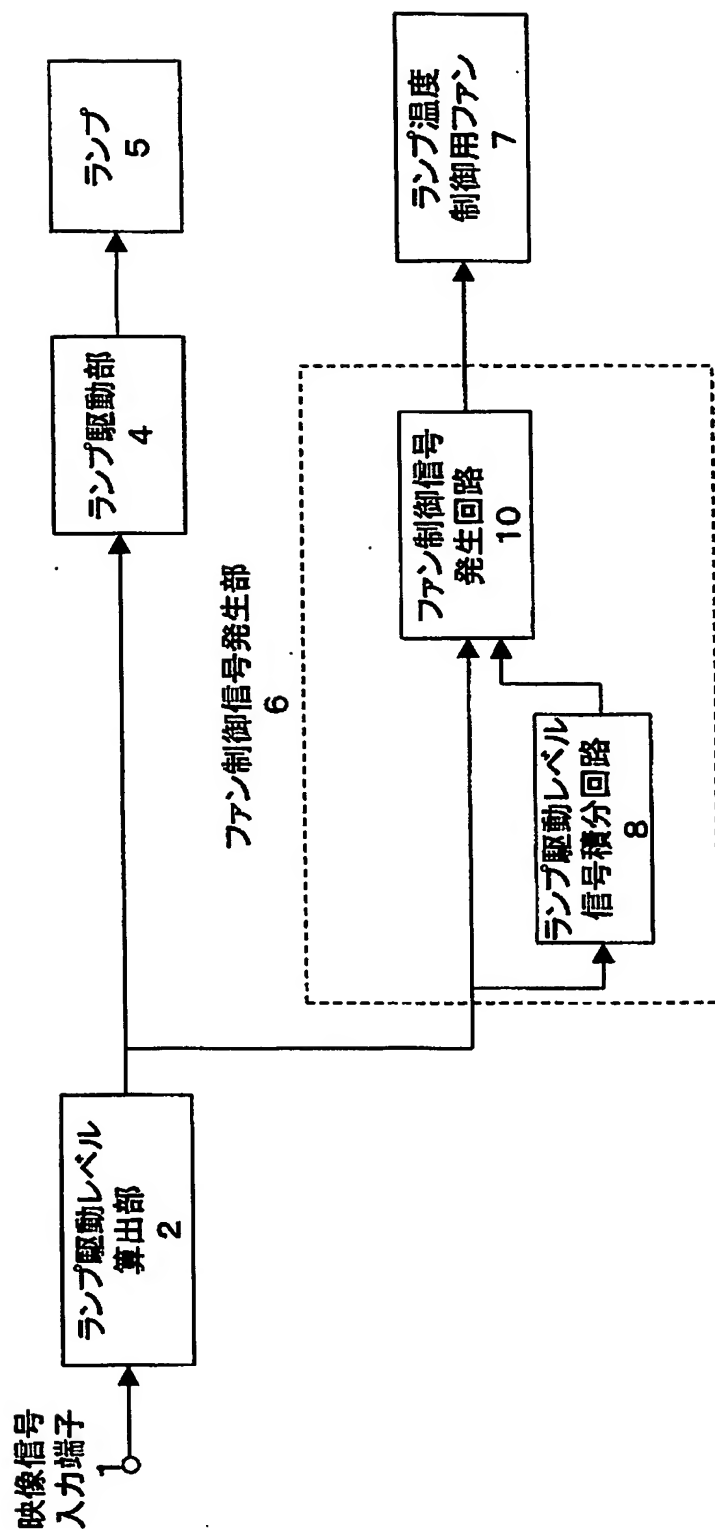 映像信号
入力端子
1
ランプ駆動レベル
算出部
2
ランプ駆動部
4
ランプ
5
ファン制御信号発生部
6
ランプ駆動レベル
信号積分回路
8
ファン制御信号
発生回路
10
ランプ温度
制御用ファン
7